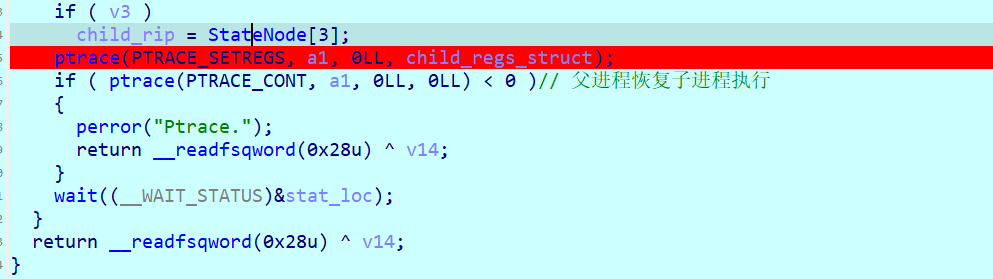 if ( v3 )
child_rip = StateNode[3];
ptrace(PTRACE_SETREGS, a1, 0LL, child_regs_struct);
if ( ptrace(PTRACE_CONT, a1, 0LL, 0LL) < 0 )// 父进程恢复子进程执行
{
perror("Ptrace.");
return __readfsqword(0x28u) ^ v14;
}
wait((__WAIT_STATUS)&stat_loc);
}
return __readfsqword(0x28u) ^ v14;
}